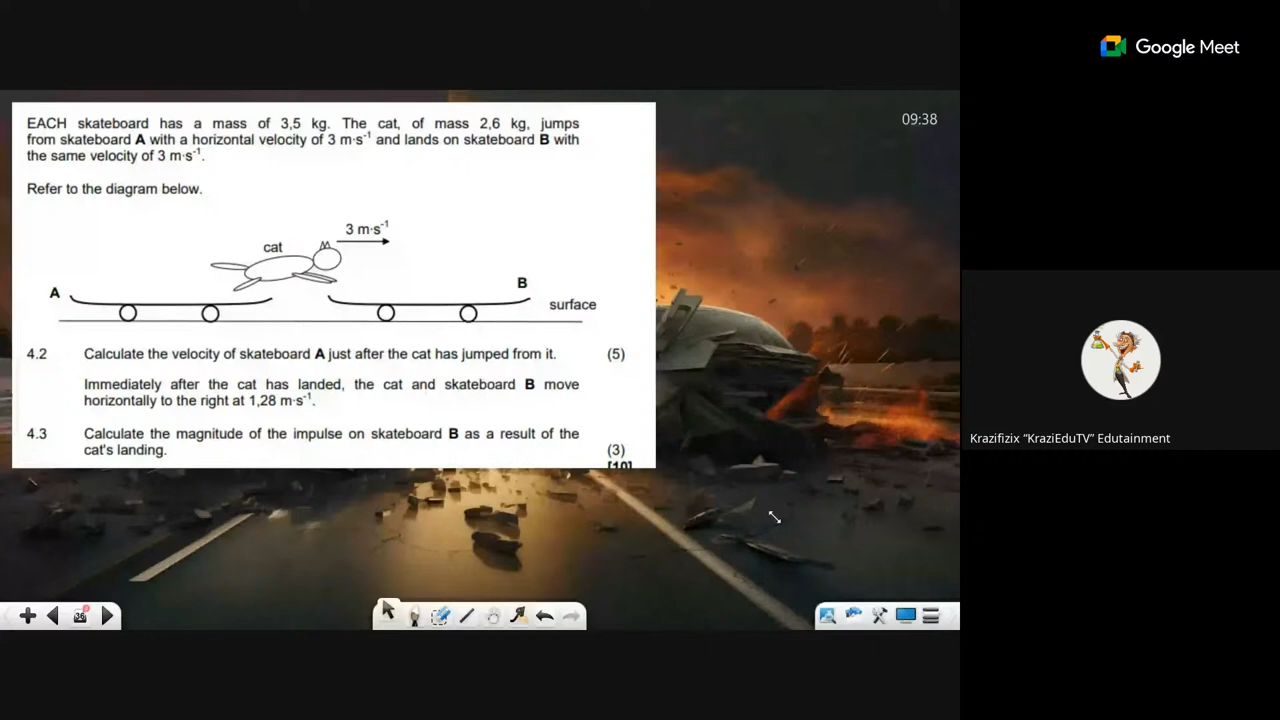 Google Meet
09:38
EACH skateboard has a mass of 3,5 kg. The cat, of mass 2,6 kg, jumps
from skateboard A with a horizontal velocity of 3 m·s⁻¹ and lands on skateboard B with
the same velocity of 3 m·s⁻¹.
Refer to the diagram below.
3 m·s⁻¹
cat
A
B
surface
4.2 Calculate the velocity of skateboard A just after the cat has jumped from it. (5)
Immediately after the cat has landed, the cat and skateboard B move
horizontally to the right at 1,28 m·s⁻¹.
4.3 Calculate the magnitude of the impulse on skateboard B as a result of the
cat's landing. (3)
[10]
Krazifizix “KraziEduTV” Edutainment
36